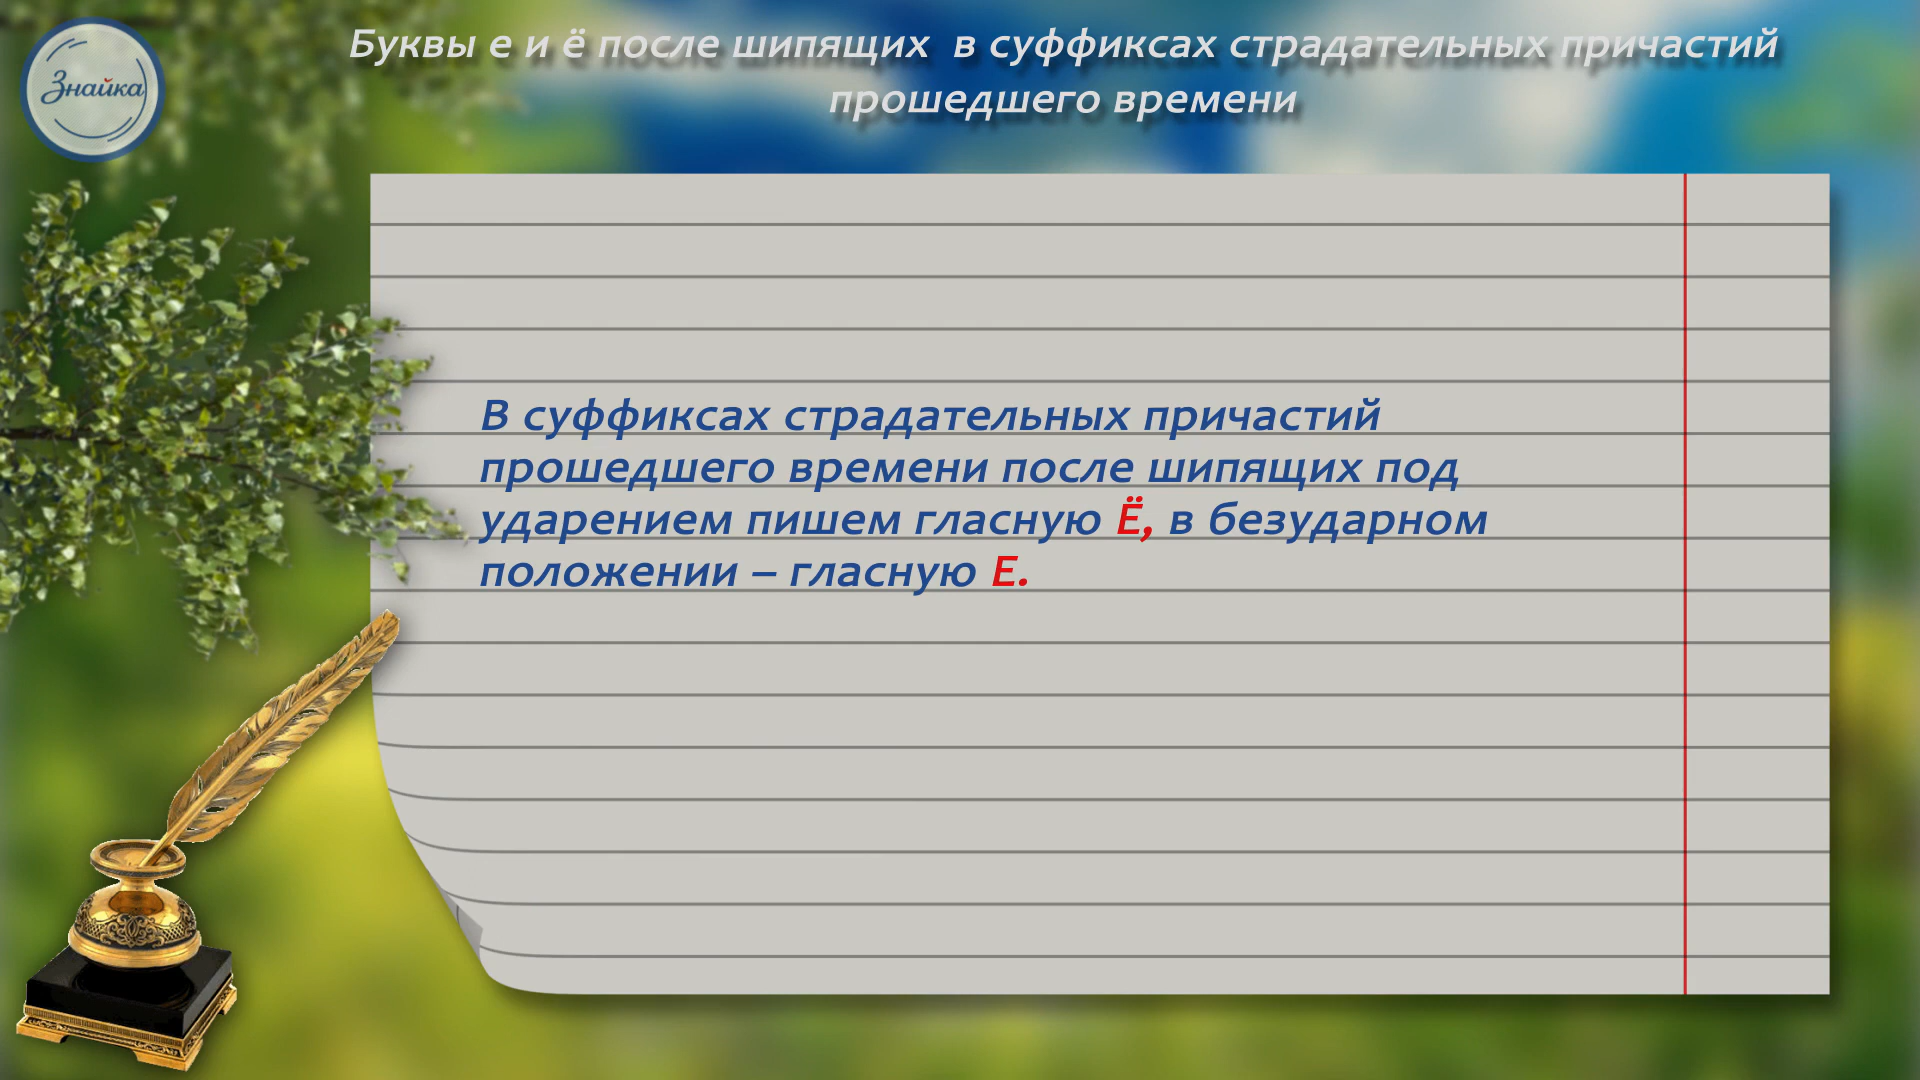 Знайка
Буквы е и ё после шипящих в суффиксах страдательных причастий
прошедшего времени
В суффиксах страдательных причастий
прошедшего времени после шипящих под
ударением пишем гласную Ё, в безударном
положении – гласную Е.